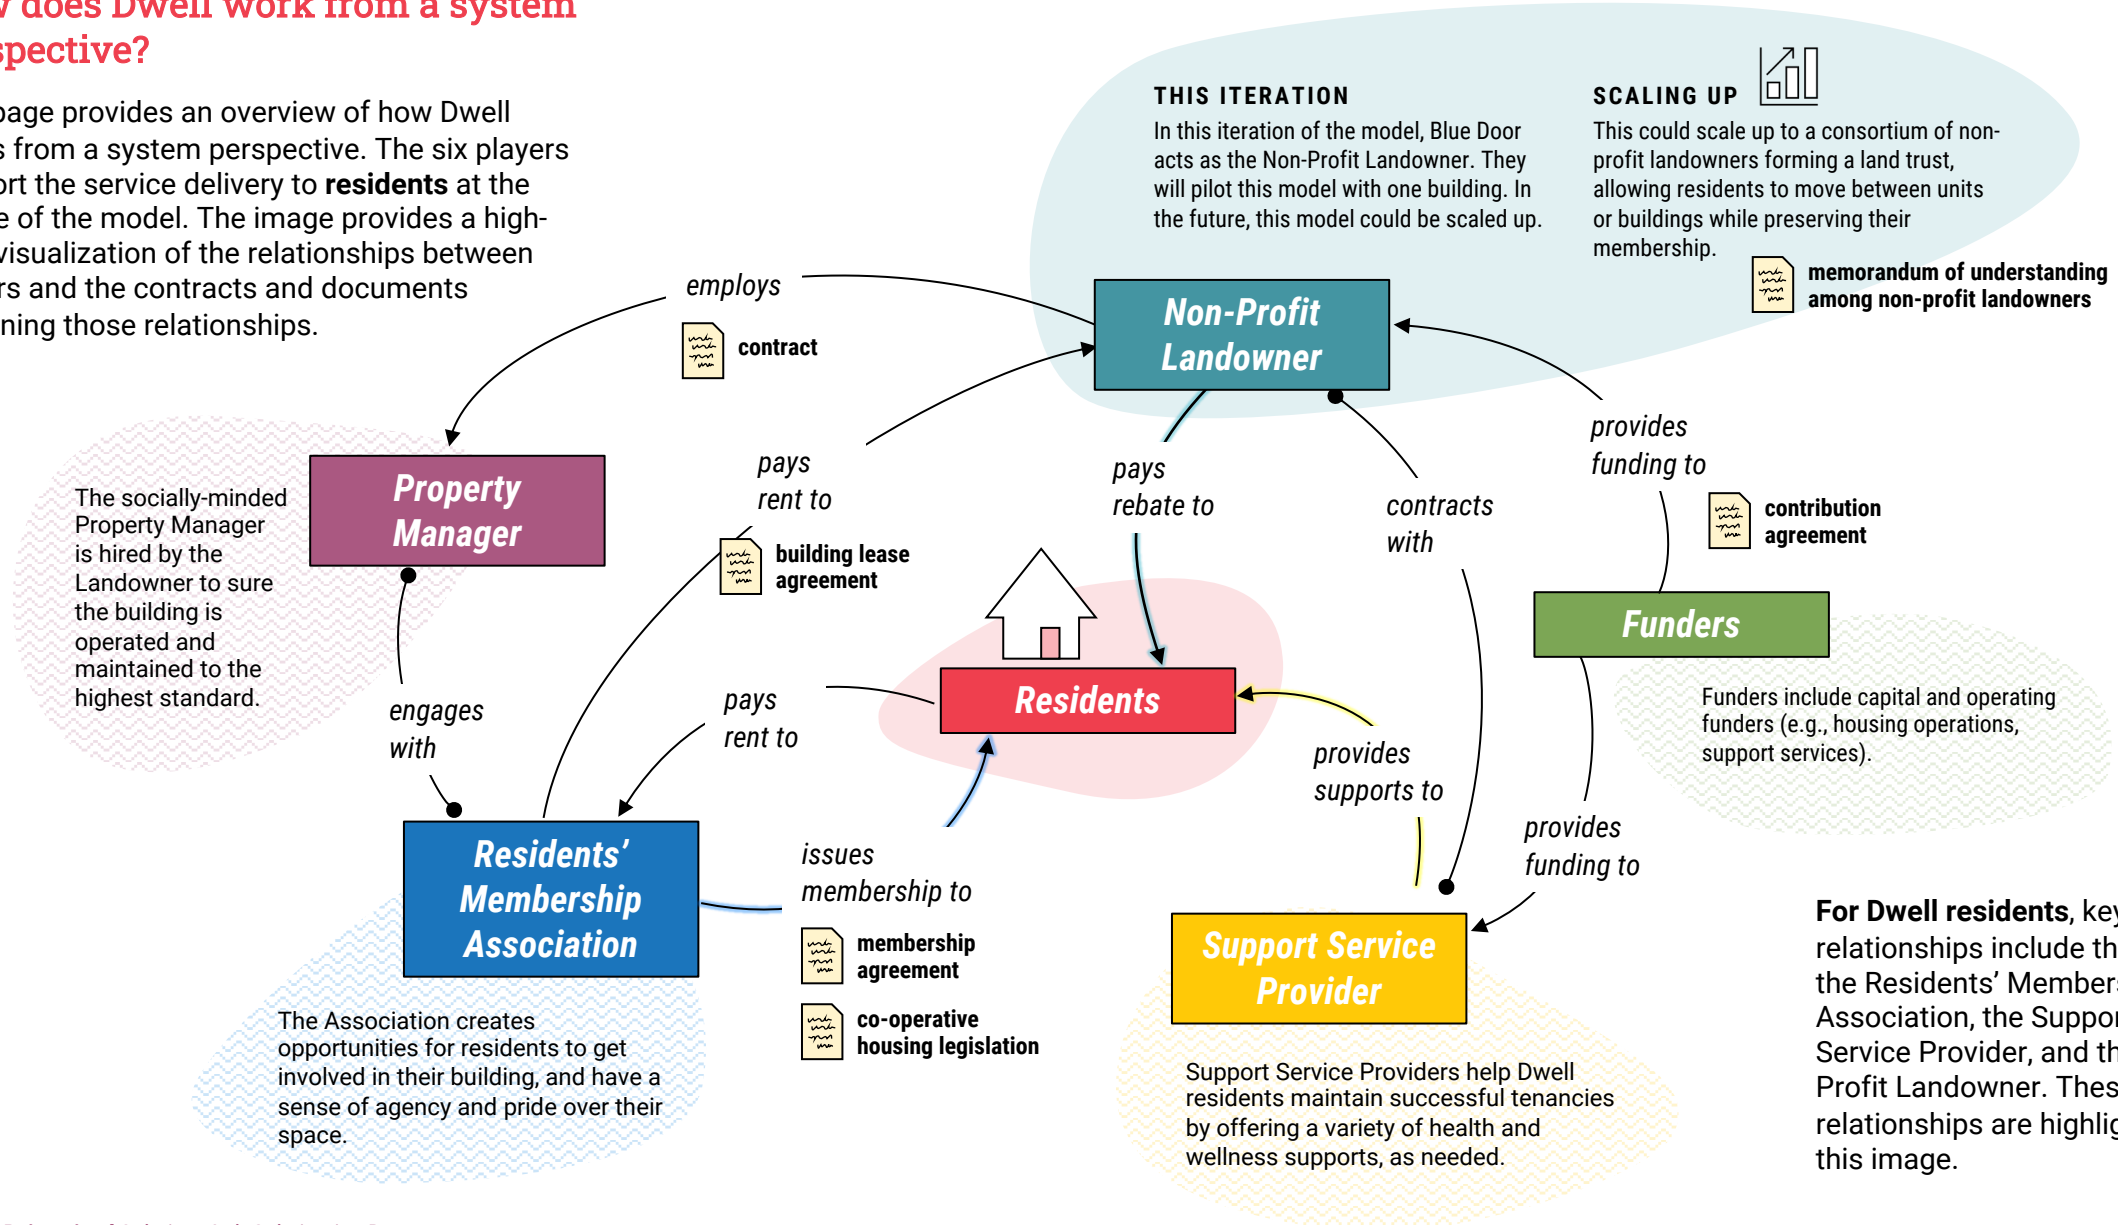 does Dwell work from a system
spective?
page provides an overview of how Dwell
s from a system perspective. The six players
ort the service delivery to residents at the
e of the model. The image provides a high-
visualization of the relationships between
rs and the contracts and documents
ning those relationships.
THIS ITERATION
In this iteration of the model, Blue Door
acts as the Non-Profit Landowner. They
will pilot this model with one building. In
the future, this model could be scaled up.
SCALING UP
This could scale up to a consortium of non-
profit landowners forming a land trust,
allowing residents to move between units
or buildings while preserving their
membership.
memorandum of understanding
among non-profit landowners
employs
contract
Non-Profit
Landowner
provides
funding to
contribution
agreement
Property
Manager
The socially-minded
Property Manager
is hired by the
Landowner to sure
the building is
operated and
maintained to the
highest standard.
pays
rent to
building lease
agreement
pays
rebate to
contracts
with
Funders
Funders include capital and operating
funders (e.g., housing operations,
support services).
Residents
engages
with
pays
rent to
provides
supports to
provides
funding to
Residents’
Membership
Association
issues
membership to
membership
agreement
co-operative
housing legislation
The Association creates
opportunities for residents to get
involved in their building, and have a
sense of agency and pride over their
space.
Support Service
Provider
Support Service Providers help Dwell
residents maintain successful tenancies
by offering a variety of health and
wellness supports, as needed.
For Dwell residents, key
relationships include th
the Residents’ Members
Association, the Suppor
Service Provider, and th
Profit Landowner. Thes
relationships are highlig
this image.